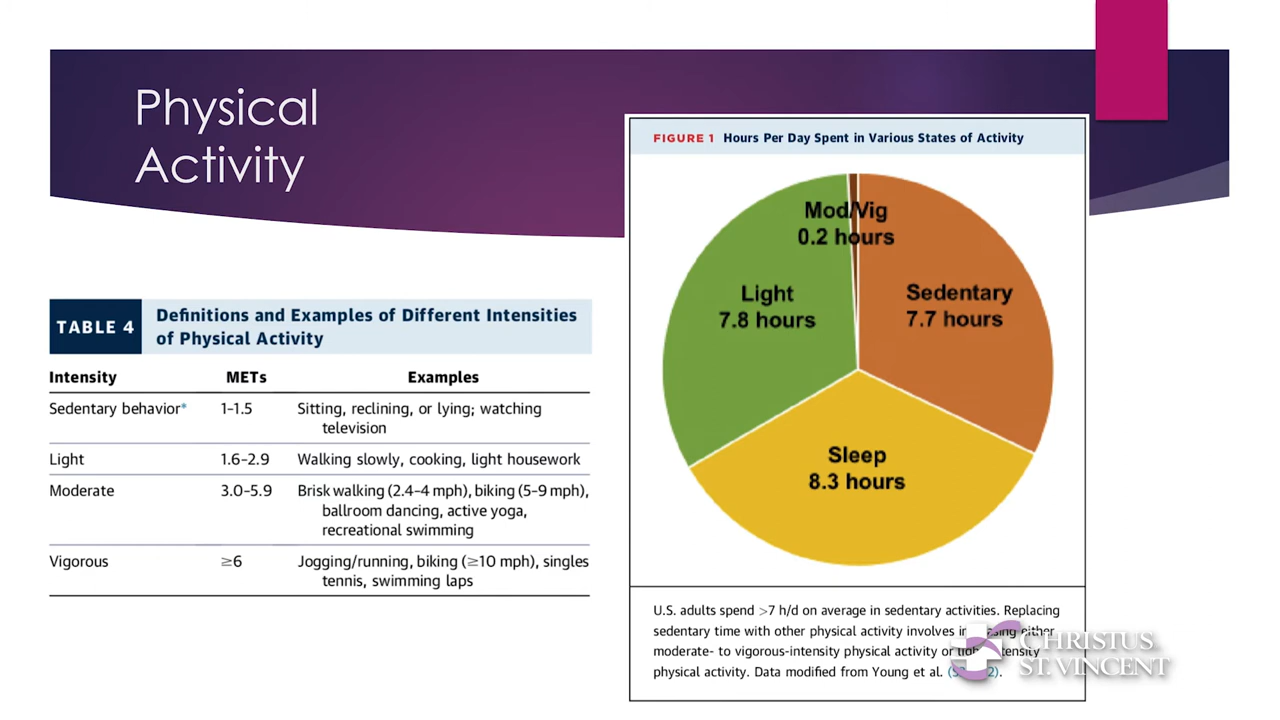 Physical
Activity
TABLE 4
Definitions and Examples of Different Intensities
of Physical Activity
Intensity METs Examples
Sedentary behavior* 1–1.5 Sitting, reclining, or lying; watching
television
Light 1.6–2.9 Walking slowly, cooking, light housework
Moderate 3.0–5.9 Brisk walking (2.4–4 mph), biking (5–9 mph),
ballroom dancing, active yoga,
recreational swimming
Vigorous ≥6 Jogging/running, biking (≥10 mph), singles
tennis, swimming laps
FIGURE 1 Hours Per Day Spent in Various States of Activity
Mod/Vig
0.2 hours
Light
7.8 hours
Sedentary
7.7 hours
Sleep
8.3 hours
U.S. adults spend >7 h/d on average in sedentary activities. Replacing
sedentary time with other physical activity involves either
moderate- to vigorous-intensity physical activity or
physical activity. Data modified from Young et al.
CHRISTUS.
ST. VINCENT